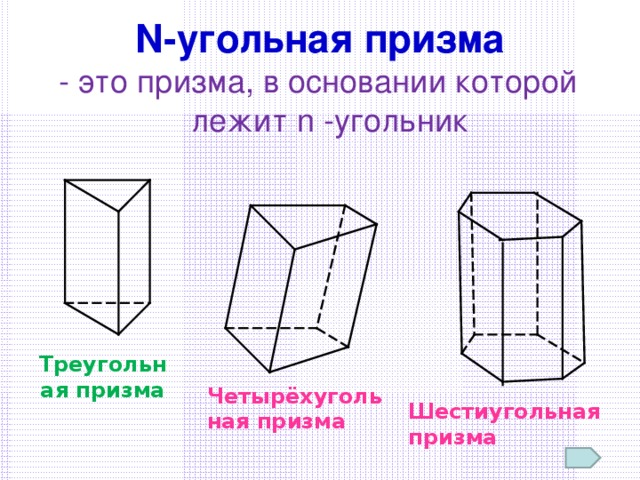 N-угольная призма
- это призма, в основании которой
лежит n -угольник
Треугольн
ая призма
Четырёхуголь
ная призма
Шестиугольная
призма